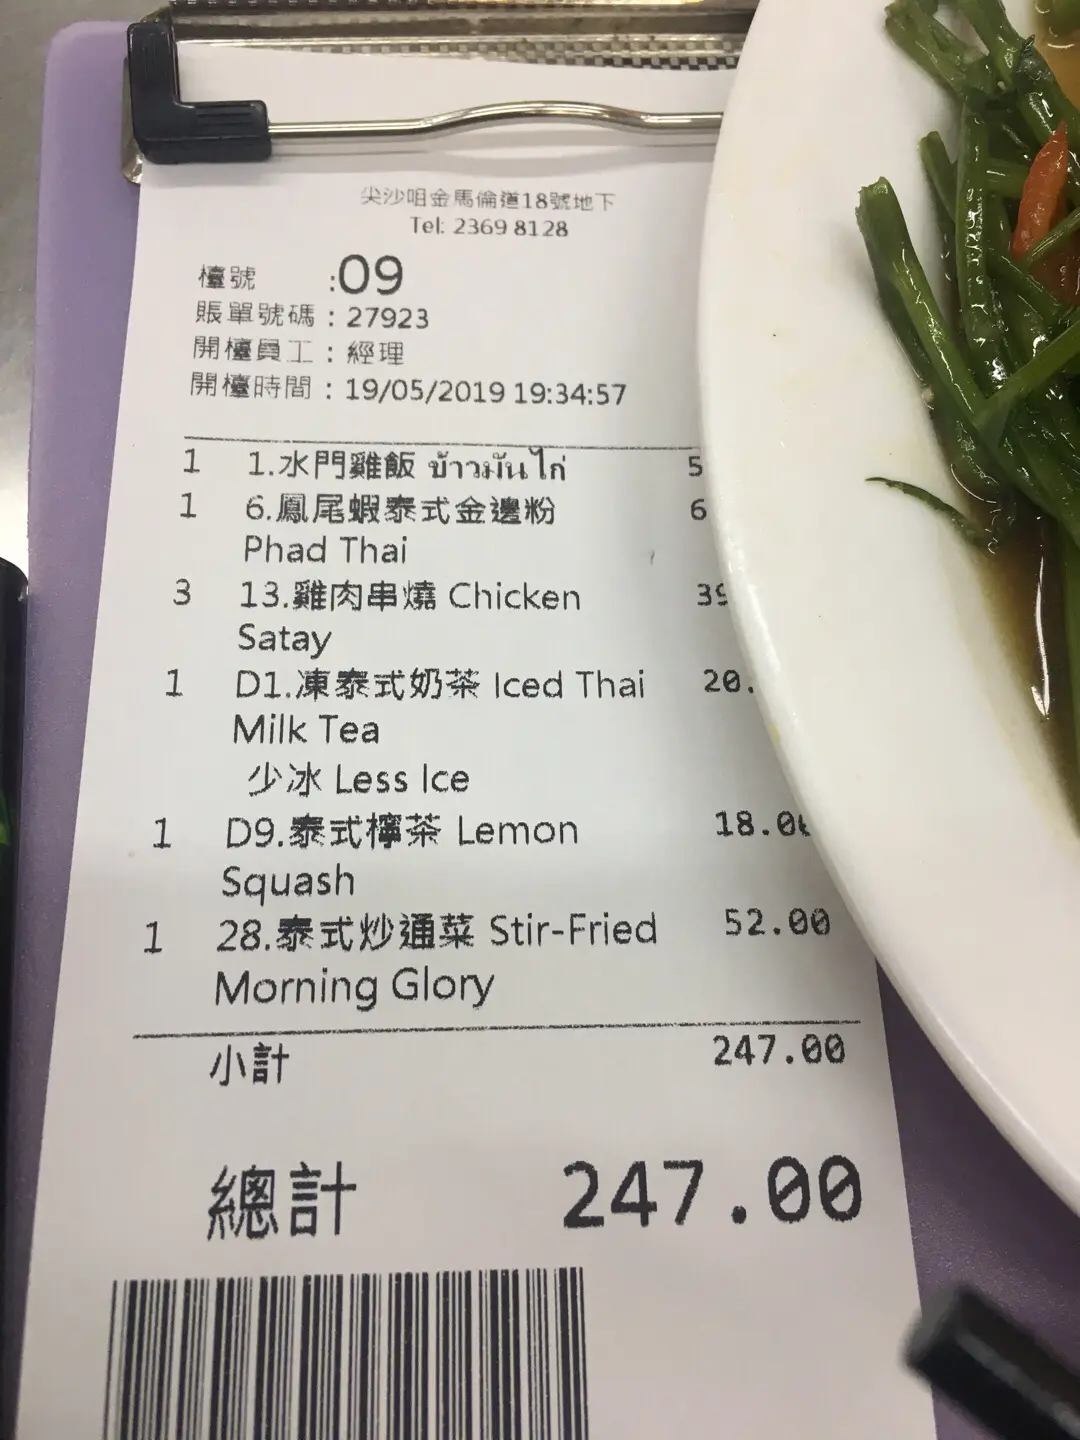 尖沙咀金馬倫道18號地下
Tel: 2369 8128
檯號 :09
賬單號碼 : 27923
開檯員工 : 經理
開檯時間 : 19/05/2019 19:34:57
1 1.水門雞飯 ข้าวมันไก่
1 6.鳳尾蝦泰式金邊粉
Phad Thai
3 13.雞肉串燒 Chicken
Satay
1 D1.凍泰式奶茶 Iced Thai 20.
Milk Tea
少冰 Less Ice
1 D9.泰式檸茶 Lemon 18.00
Squash
1 28.泰式炒通菜 Stir-Fried 52.00
Morning Glory
小計 247.00
總計 247.00